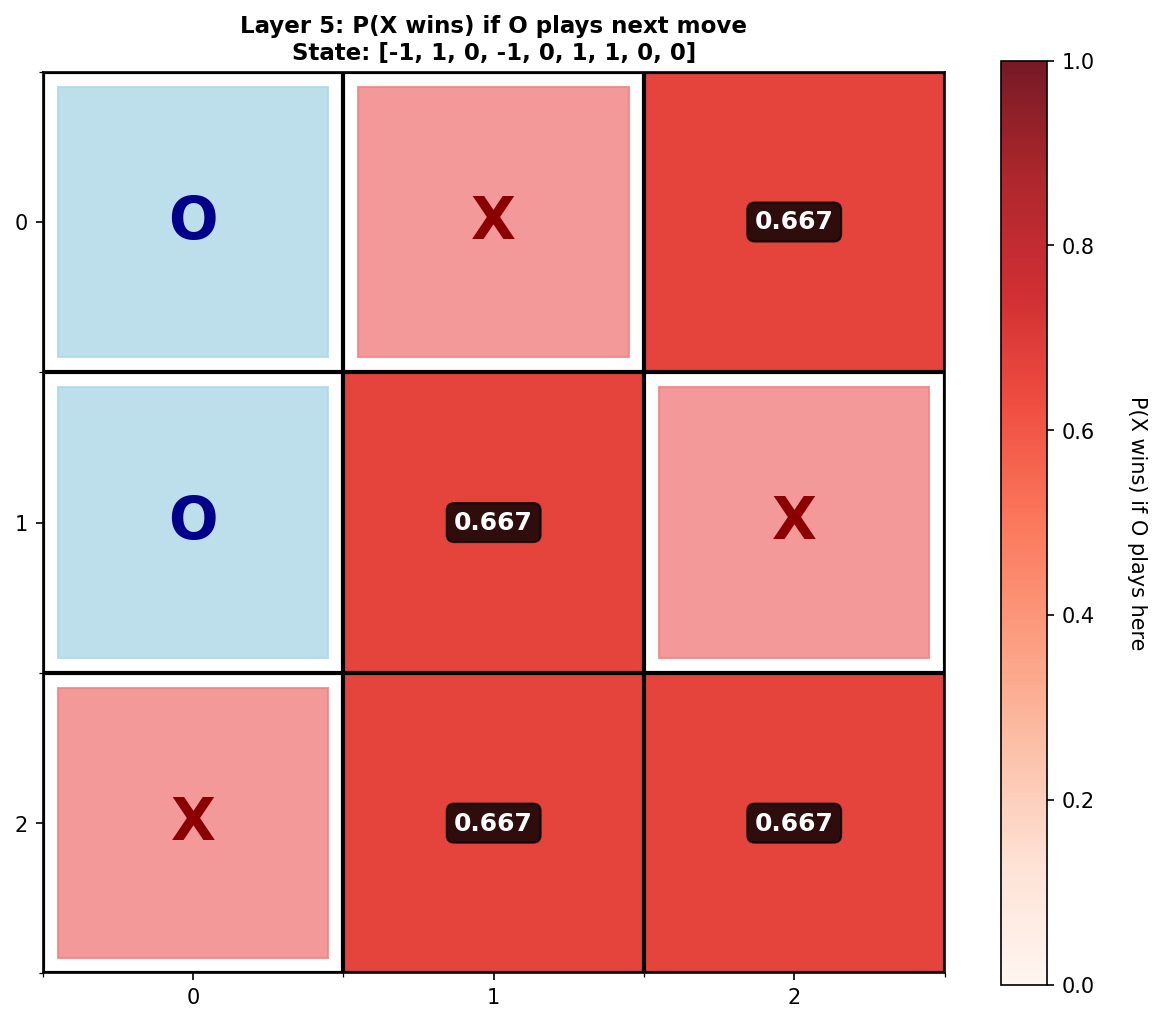 Layer 5: P(X wins) if O plays next move
State: [-1, 1, 0, -1, 0, 1, 1, 0, 0]
0
O
X
0.667
1
O
0.667
X
2
X
0.667
0.667
0
1
2
1.0
0.8
0.6
0.4
0.2
0.0
P(X wins) if O plays here